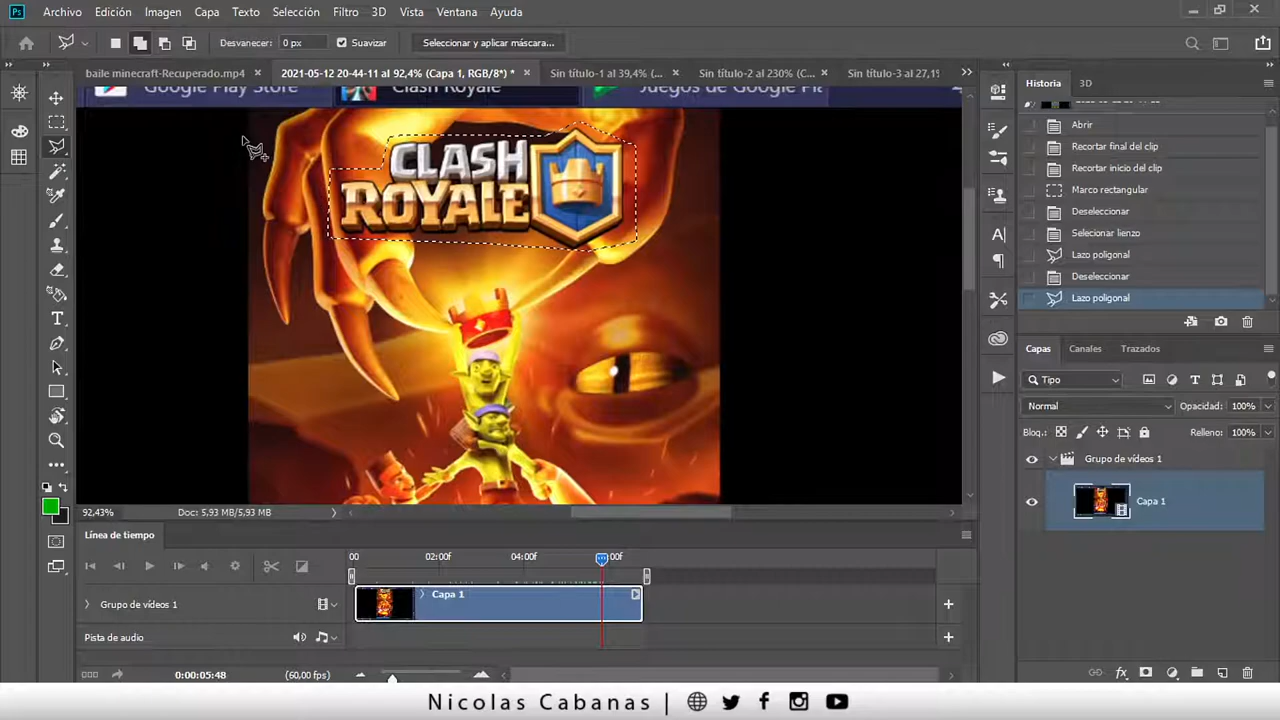 Archivo Edición Imagen Capa Texto Selección Filtro 3D Vista Ventana Ayuda
Desvanecer: 0 px Suavizar Seleccionar y aplicar máscara...
baile minecraft-Recuperado.mp4 × 2021-05-12 20-44-11 al 92,4% (Capa 1, RGB/8*) * × Sin título-1 al 39,4% (... × Sin título-2 al 230% (C... × Sin título-3 al 27,1% »
Google Play Store Clash Royale Juegos de Google Pla
CLASH
ROYALE
Historia 3D
Abrir
Recortar final del clip
Recortar inicio del clip
Marco rectangular
Deseleccionar
Selecionar lienzo
Lazo poligonal
Deseleccionar
Lazo poligonal
Capas Canales Trazados
Tipo
Normal Opacidad: 100%
Bloq.: Relleno: 100%
Grupo de vídeos 1
Capa 1
92,43% Doc: 5,93 MB/5,93 MB
Línea de tiempo
00 02:00f 04:00f :00f
Grupo de vídeos 1 Capa 1
Pista de audio
0:00:05:48 (60,00 fps)
Nicolas Cabanas |